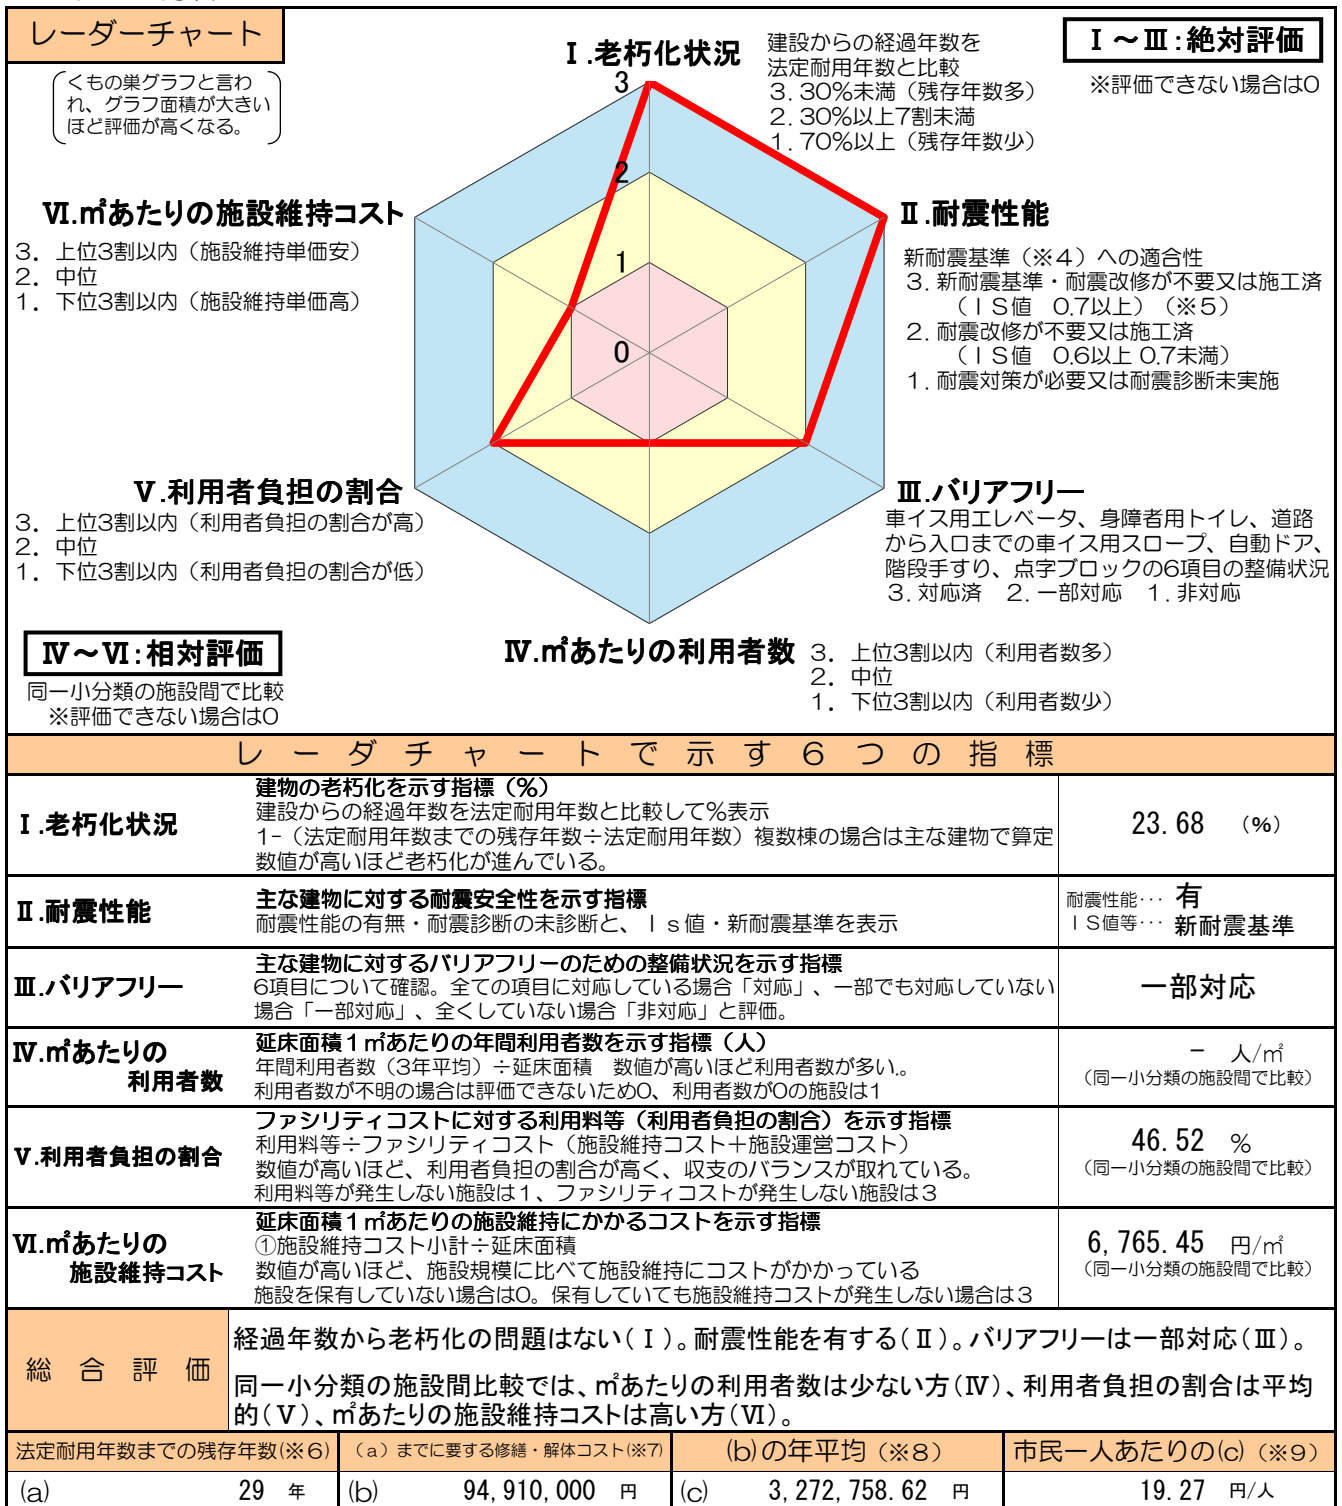 レーダーチャート
くもの巣グラフと言わ
れ、グラフ面積が大きい
ほど評価が高くなる。
Ⅰ.老朽化状況
建設からの経過年数を
法定耐用年数と比較
3. 30%未満（残存年数多）
2. 30%以上7割未満
1. 70%以上（残存年数少）
Ⅰ～Ⅲ:絶対評価
※評価できない場合は0
3
2
1
0
Ⅵ.㎡あたりの施設維持コスト
3. 上位3割以内（施設維持単価安）
2. 中位
1. 下位3割以内（施設維持単価高）
Ⅱ.耐震性能
新耐震基準（※4）への適合性
3. 新耐震基準・耐震改修が不要又は施工済
（ＩＳ値 0.7以上）（※5）
2. 耐震改修が不要又は施工済
（ＩＳ値 0.6以上 0.7未満）
1. 耐震対策が必要又は耐震診断未実施
Ⅴ.利用者負担の割合
3. 上位3割以内（利用者負担の割合が高）
2. 中位
1. 下位3割以内（利用者負担の割合が低）
Ⅲ.バリアフリー
車イス用エレベータ、身障者用トイレ、道路
から入口までの車イス用スロープ、自動ドア、
階段手すり、点字ブロックの6項目の整備状況
3. 対応済 2. 一部対応 1. 非対応
Ⅳ～Ⅵ:相対評価
同一小分類の施設間で比較
※評価できない場合は0
Ⅳ.㎡あたりの利用者数
3. 上位3割以内（利用者数多）
2. 中位
1. 下位3割以内（利用者数少）
レーダチャートで示す６つの指標
Ⅰ.老朽化状況
建物の老朽化を示す指標（％）
建設からの経過年数を法定耐用年数と比較して％表示
1-（法定耐用年数までの残存年数÷法定耐用年数）複数棟の場合は主な建物で算定
数値が高いほど老朽化が進んでいる。
23.68 （%）
Ⅱ.耐震性能
主な建物に対する耐震安全性を示す指標
耐震性能の有無・耐震診断の未診断と、Ｉｓ値・新耐震基準を表示
耐震性能… 有
ＩＳ値等… 新耐震基準
Ⅲ.バリアフリー
主な建物に対するバリアフリーのための整備状況を示す指標
6項目について確認。全ての項目に対応している場合「対応」、一部でも対応していない
場合「一部対応」、全くしていない場合「非対応」と評価。
一部対応
Ⅳ.㎡あたりの
利用者数
延床面積１㎡あたりの年間利用者数を示す指標（人）
年間利用者数（3年平均）÷延床面積 数値が高いほど利用者数が多い。
利用者数が不明の場合は評価できないため0、利用者数が0の施設は1
－ 人/㎡
（同一小分類の施設間で比較）
Ⅴ.利用者負担の割合
ファシリティコストに対する利用料等（利用者負担の割合）を示す指標
利用料等÷ファシリティコスト（施設維持コスト＋施設運営コスト）
数値が高いほど、利用者負担の割合が高く、収支のバランスが取れている。
利用料等が発生しない施設は１、ファシリティコストが発生しない施設は３
46.52 %
（同一小分類の施設間で比較）
Ⅵ.㎡あたりの
施設維持コスト
延床面積１㎡あたりの施設維持にかかるコストを示す指標
①施設維持コスト小計÷延床面積
数値が高いほど、施設規模に比べて施設維持にコストがかかっている
施設を保有していない場合は0。保有していても施設維持コストが発生しない場合は３
6,765.45 円/㎡
（同一小分類の施設間で比較）
総合評価
経過年数から老朽化の問題はない(Ⅰ)。耐震性能を有する(Ⅱ)。バリアフリーは一部対応(Ⅲ)。
同一小分類の施設間比較では、㎡あたりの利用者数は少ない方(Ⅳ)、利用者負担の割合は平均
的(Ⅴ)、㎡あたりの施設維持コストは高い方(Ⅵ)。
法定耐用年数までの残存年数(※6) （a）までに要する修繕・解体コスト(※7) (b)の年平均（※8） 市民一人あたりの(c)（※9）
(a) 29 年 (b) 94,910,000 円 (c) 3,272,758.62 円 19.27 円/人